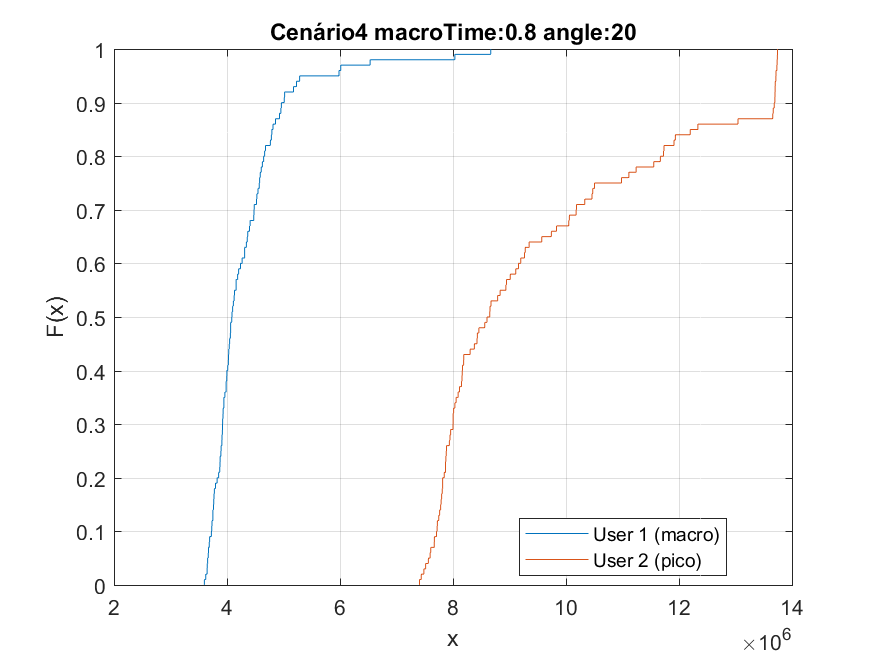 Cenário4 macroTime:0.8 angle:20
1
0.9
0.8
0.7
0.6
0.5
0.4
0.3
0.2
0.1
0
F(x)
User 1 (macro)
User 2 (pico)
2 4 6 8 10 12 14
x
×10⁶